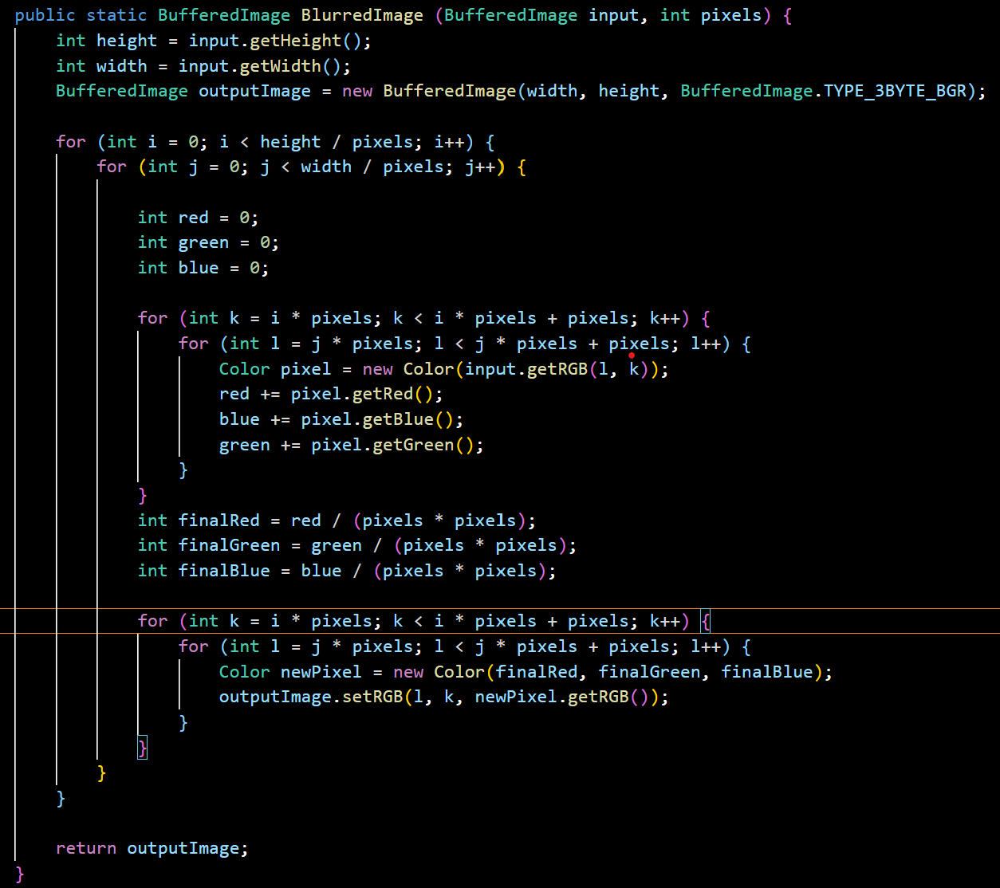 public static BufferedImage BlurredImage (BufferedImage input, int pixels) {
    int height = input.getHeight();
    int width = input.getWidth();
    BufferedImage outputImage = new BufferedImage(width, height, BufferedImage.TYPE_3BYTE_BGR);

    for (int i = 0; i < height / pixels; i++) {
        for (int j = 0; j < width / pixels; j++) {

            int red = 0;
            int green = 0;
            int blue = 0;

            for (int k = i * pixels; k < i * pixels + pixels; k++) {
                for (int l = j * pixels; l < j * pixels + pixels; l++) {
                    Color pixel = new Color(input.getRGB(l, k));
                    red += pixel.getRed();
                    blue += pixel.getBlue();
                    green += pixel.getGreen();
                }
            }
            int finalRed = red / (pixels * pixels);
            int finalGreen = green / (pixels * pixels);
            int finalBlue = blue / (pixels * pixels);

            for (int k = i * pixels; k < i * pixels + pixels; k++) {
                for (int l = j * pixels; l < j * pixels + pixels; l++) {
                    Color newPixel = new Color(finalRed, finalGreen, finalBlue);
                    outputImage.setRGB(l, k, newPixel.getRGB());
                }
            }
        }
    }

    return outputImage;
}